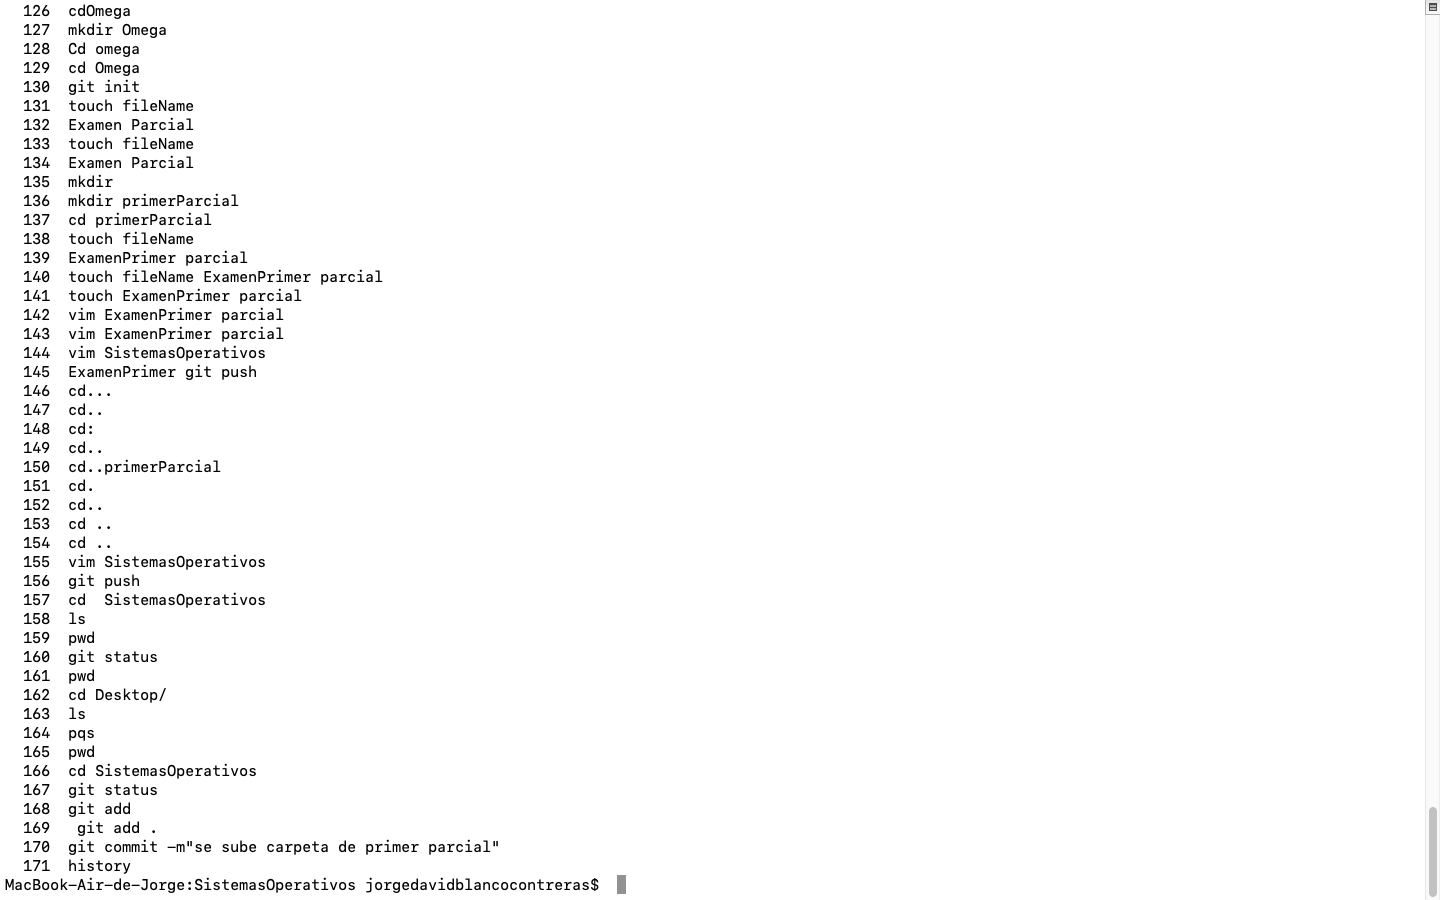 126  cdOmega
127  mkdir Omega
128  Cd omega
129  cd Omega
130  git init
131  touch fileName
132  Examen Parcial
133  touch fileName
134  Examen Parcial
135  mkdir
136  mkdir primerParcial
137  cd primerParcial
138  touch fileName
139  ExamenPrimer parcial
140  touch fileName ExamenPrimer parcial
141  touch ExamenPrimer parcial
142  vim ExamenPrimer parcial
143  vim ExamenPrimer parcial
144  vim SistemasOperativos
145  ExamenPrimer git push
146  cd...
147  cd..
148  cd:
149  cd..
150  cd..primerParcial
151  cd.
152  cd..
153  cd ..
154  cd ..
155  vim SistemasOperativos
156  git push
157  cd  SistemasOperativos
158  ls
159  pwd
160  git status
161  pwd
162  cd Desktop/
163  ls
164  pqs
165  pwd
166  cd SistemasOperativos
167  git status
168  git add
169   git add .
170  git commit -m"se sube carpeta de primer parcial"
171  history
MacBook-Air-de-Jorge:SistemasOperativos jorgedavidblancocontreras$